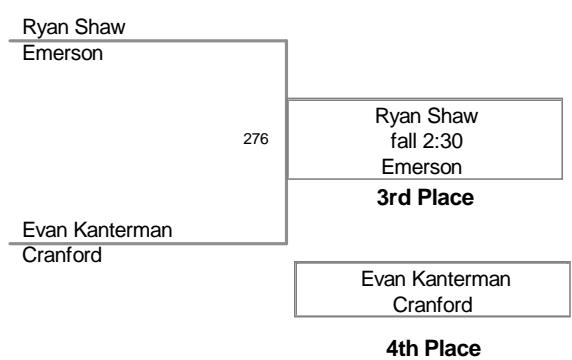 Ryan Shaw
Emerson
276
Ryan Shaw
fall 2:30
Emerson
3rd Place
Evan Kanterman
Cranford
Evan Kanterman
Cranford
4th Place